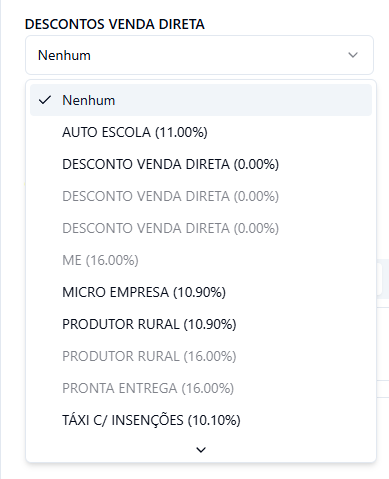 DESCONTOS VENDA DIRETA
Nenhum
Nenhum
AUTO ESCOLA (11.00%)
DESCONTO VENDA DIRETA (0.00%)
DESCONTO VENDA DIRETA (0.00%)
DESCONTO VENDA DIRETA (0.00%)
ME (16.00%)
MICRO EMPRESA (10.90%)
PRODUTOR RURAL (10.90%)
PRODUTOR RURAL (16.00%)
PRONTA ENTREGA (16.00%)
TÁXI C/ INSENÇÕES (10.10%)